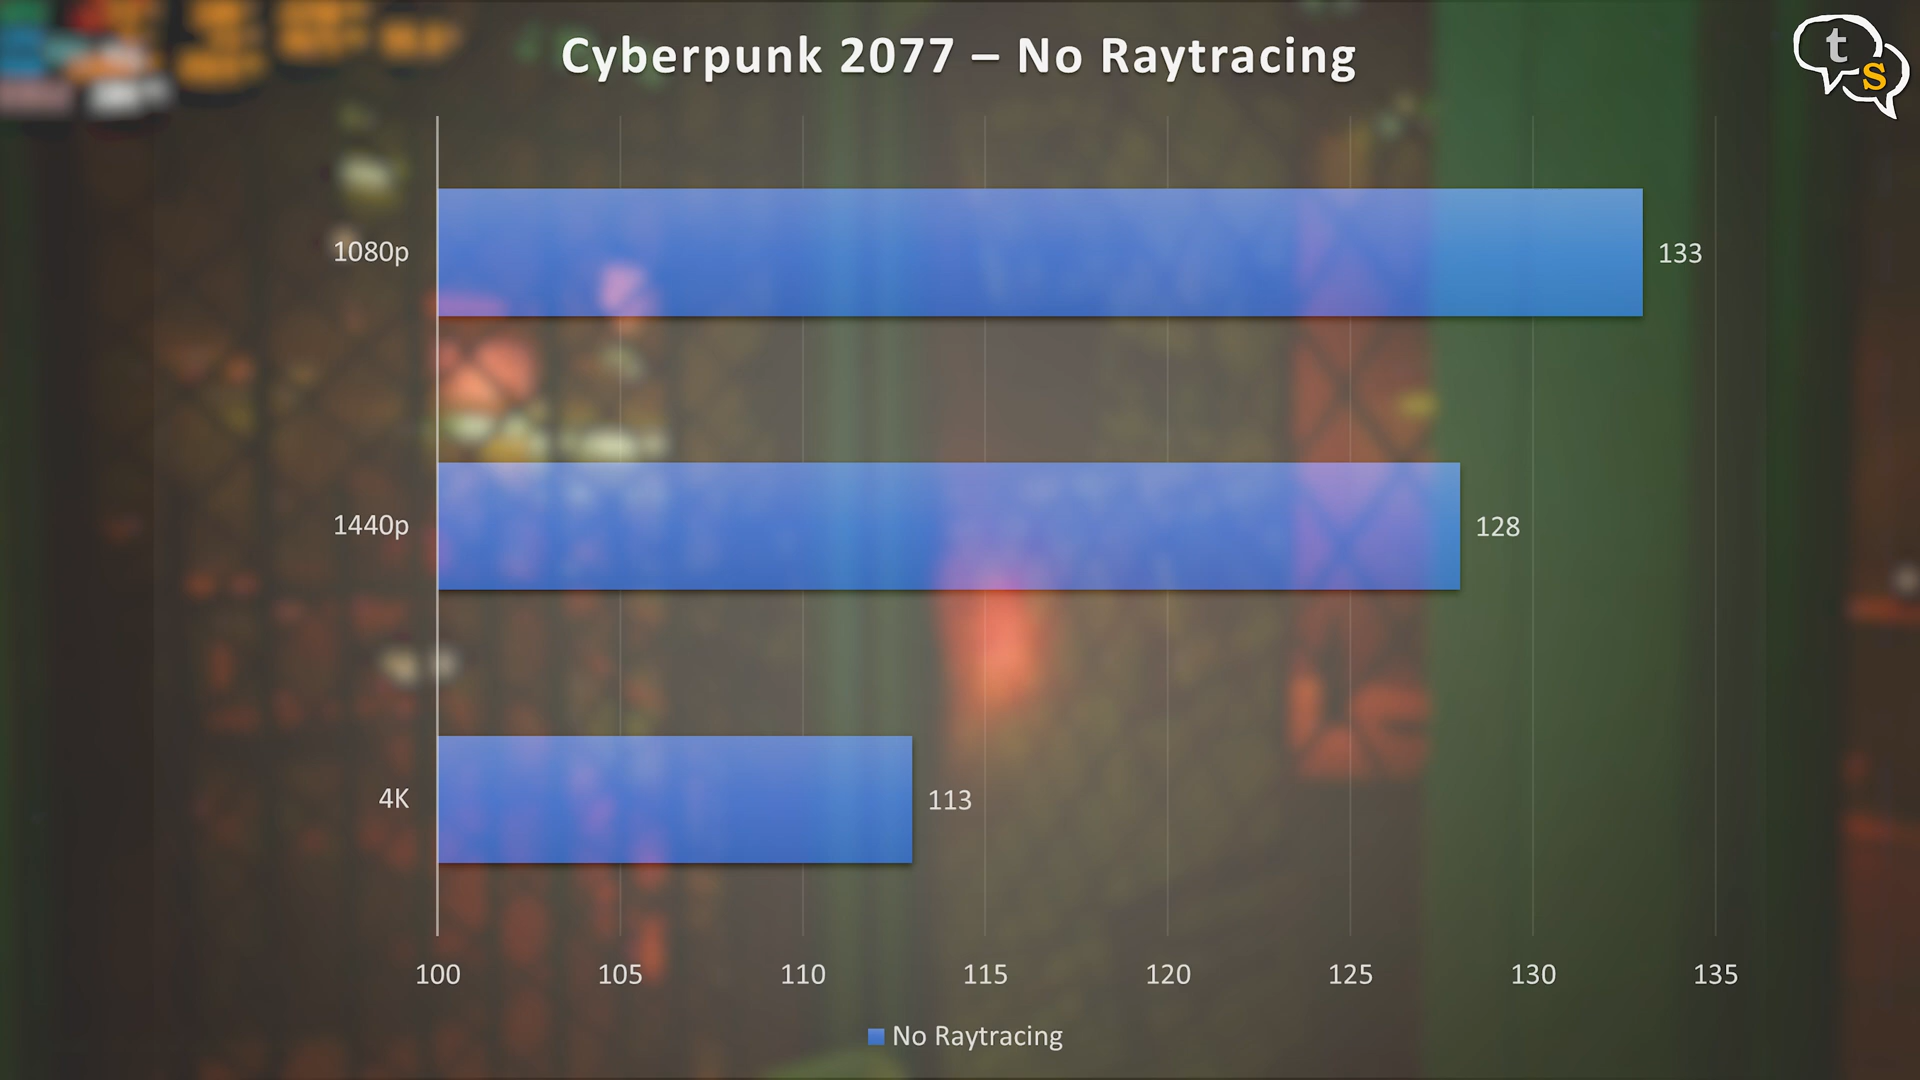 Cyberpunk 2077 – No Raytracing
t
s
1080p
133
1440p
128
4K
113
100 105 110 115 120 125 130 135
No Raytracing